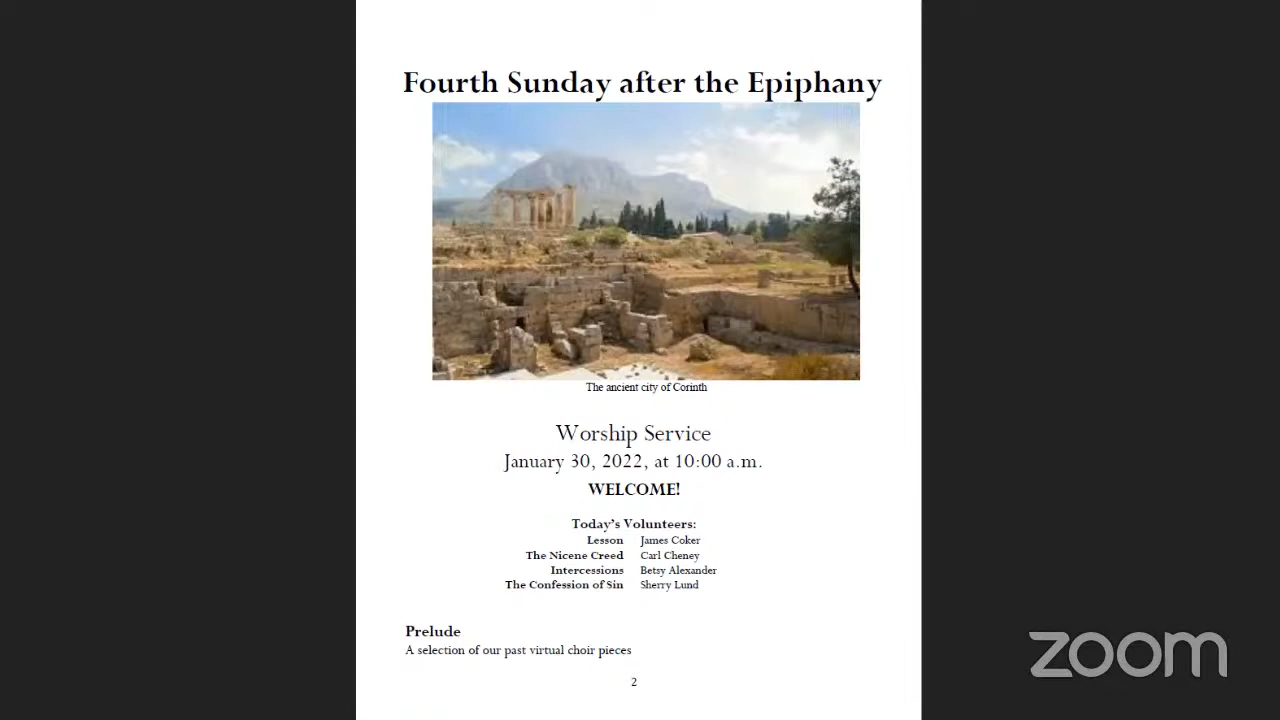 Fourth Sunday after the Epiphany
The ancient city of Corinth
Worship Service
January 30, 2022, at 10:00 a.m.
WELCOME!
Today's Volunteers:
Lesson James Coker
The Nicene Creed Carl Cheney
Intercessions Betsy Alexander
The Confession of Sin Sherry Lund
Prelude
A selection of our past virtual choir pieces
2
zoom